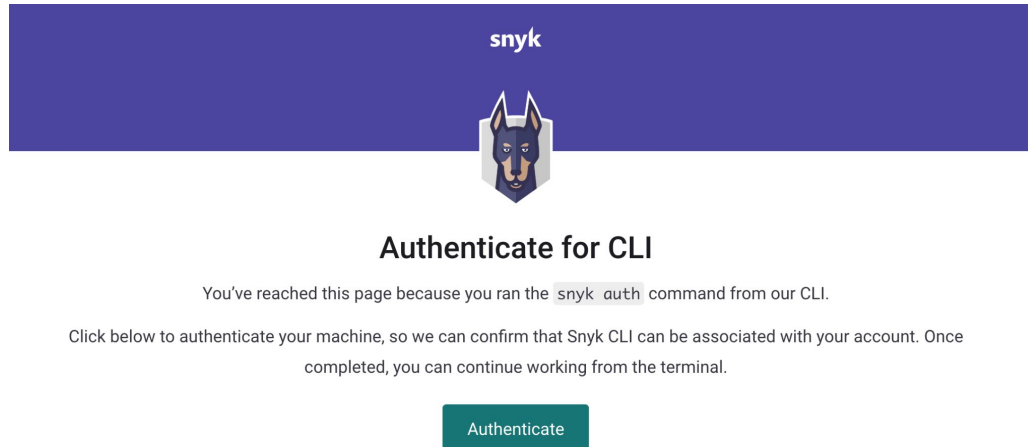 snyk
Authenticate for CLI
You’ve reached this page because you ran the snyk auth command from our CLI.
Click below to authenticate your machine, so we can confirm that Snyk CLI can be associated with your account. Once
completed, you can continue working from the terminal.
Authenticate